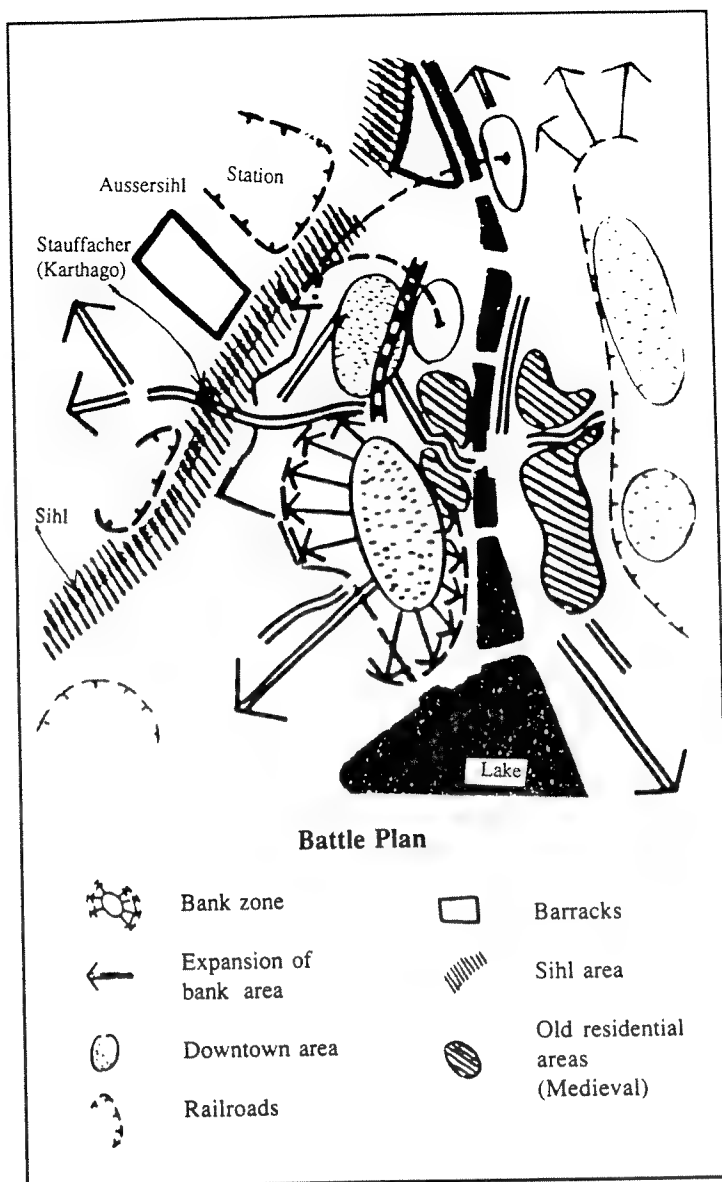 Station
Aussersihl
Stauffacher
(Karthago)
Sihl
Lake
Battle Plan
Bank zone
Expansion of
bank area
Downtown area
Railroads
Barracks
Sihl area
Old residential
areas
(Medieval)